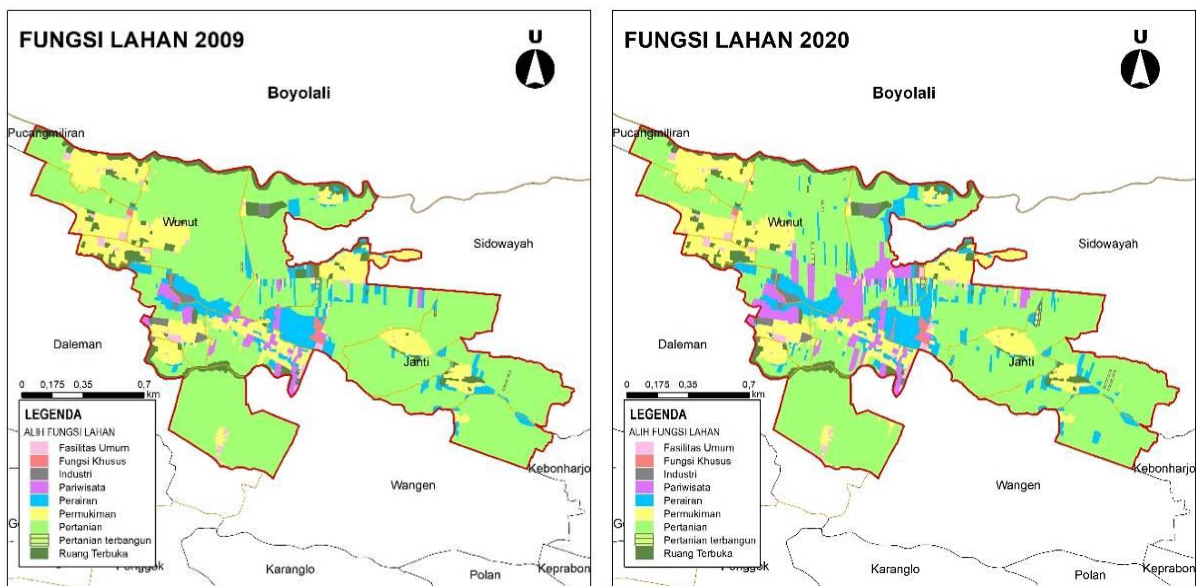 FUNGSI LAHAN 2009
U
Boyolali
Pucangmiliran
Wunut
Sidowayah
Daleman
Janti
0 0,175 0,35 0,7
km
LEGENDA
ALIH FUNGSI LAHAN
Fasilitas Umum
Fungsi Khusus
Industri
Pariwisata
Perairan
Permukiman
Pertanian
Pertanian terbangun
Ruang Terbuka
Kebonharjo
Wangen
Karanglo
Polan
Keprabon
FUNGSI LAHAN 2020
U
Boyolali
Pucangmiliran
Wunut
Sidowayah
Daleman
Janti
0 0,175 0,35 0,7
km
LEGENDA
ALIH FUNGSI LAHAN
Fasilitas Umum
Fungsi Khusus
Industri
Pariwisata
Perairan
Permukiman
Pertanian
Pertanian terbangun
Ruang Terbuka
Kebonharjo
Wangen
Karanglo
Polan
Keprabon